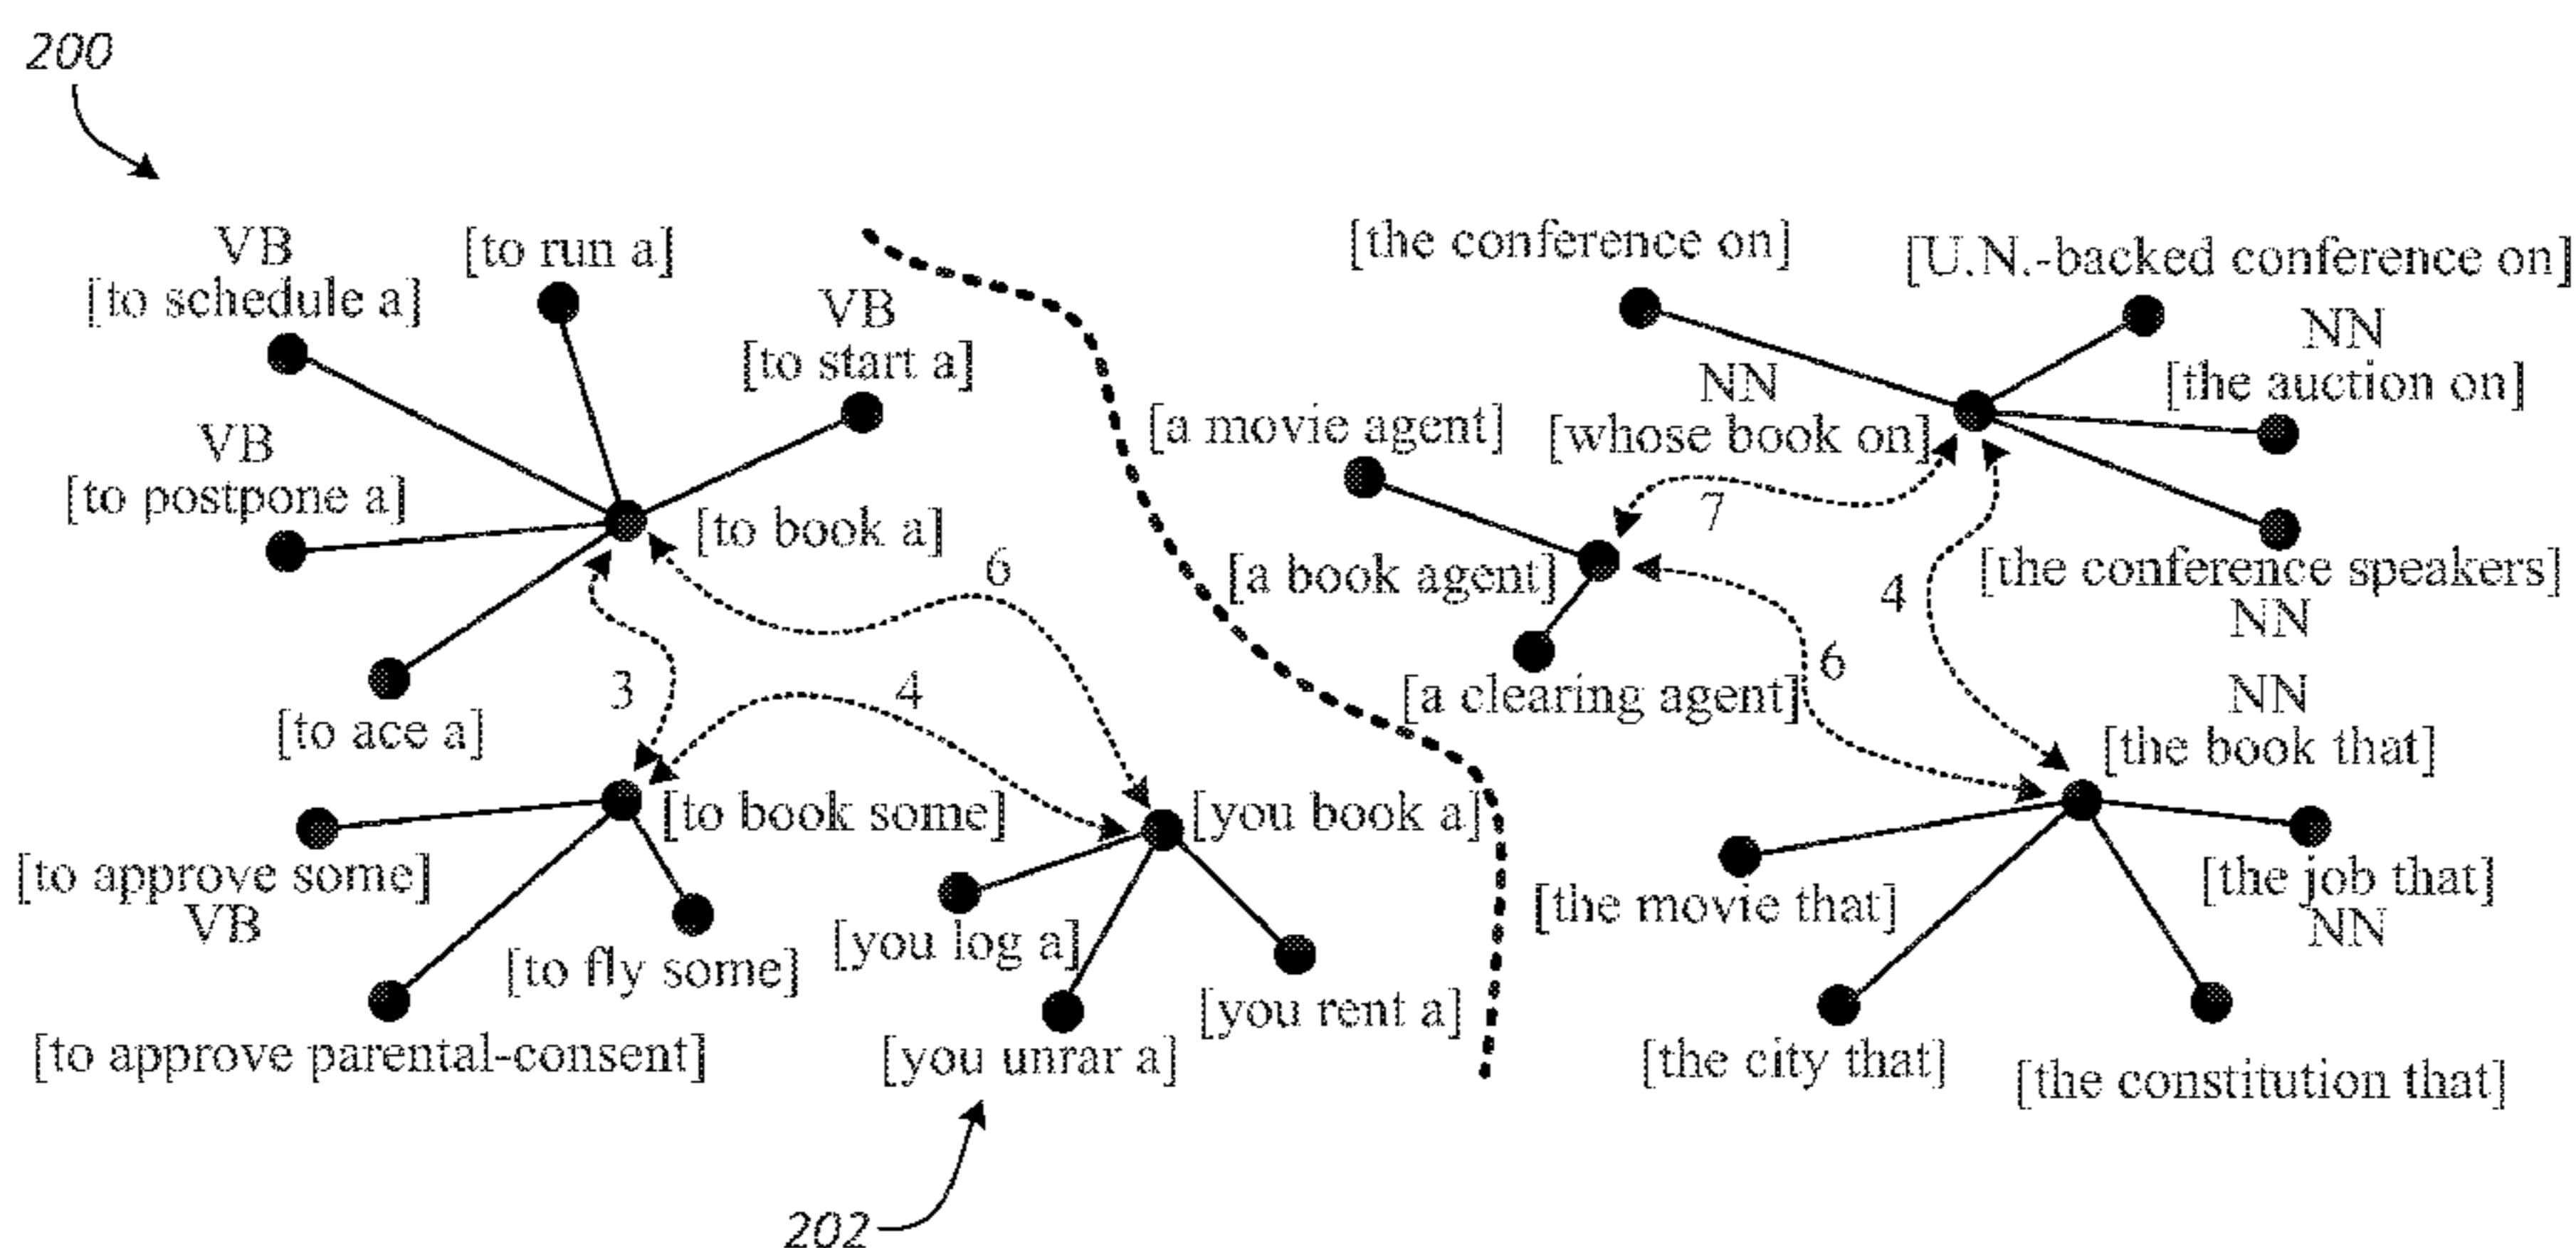 200
VB
[to schedule a]
[to run a]
VB
[to start a]
VB
[to postpone a]
[to book a]
[to ace a]
6
3
4
[to book some]
[you book a]
[to approve some]
VB
[to fly some]
[to approve parental-consent]
[you log a]
[you rent a]
[you unrar a]
202
[the conference on]
[U.N.-backed conference on]
NN
[the auction on]
NN
[whose book on]
[a movie agent]
7
[a book agent]
[the conference speakers]
NN
4
6
[a clearing agent]
NN
[the book that]
[the movie that]
[the job that]
NN
[the city that]
[the constitution that]